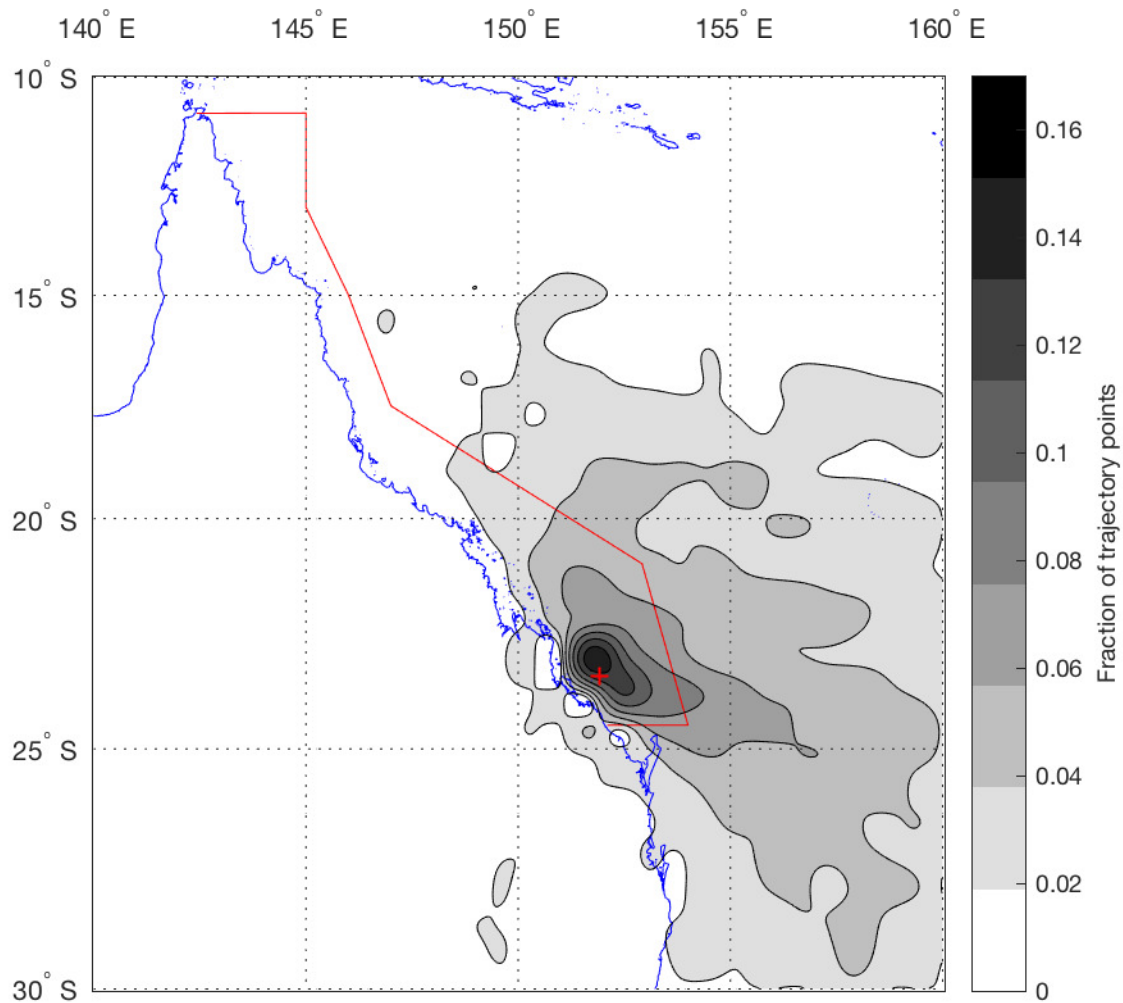 140° E 145° E 150° E 155° E 160° E
10° S
15° S
20° S
25° S
30° S
0.16
0.14
0.12
0.1
0.08
0.06
0.04
0.02
0
Fraction of trajectory points